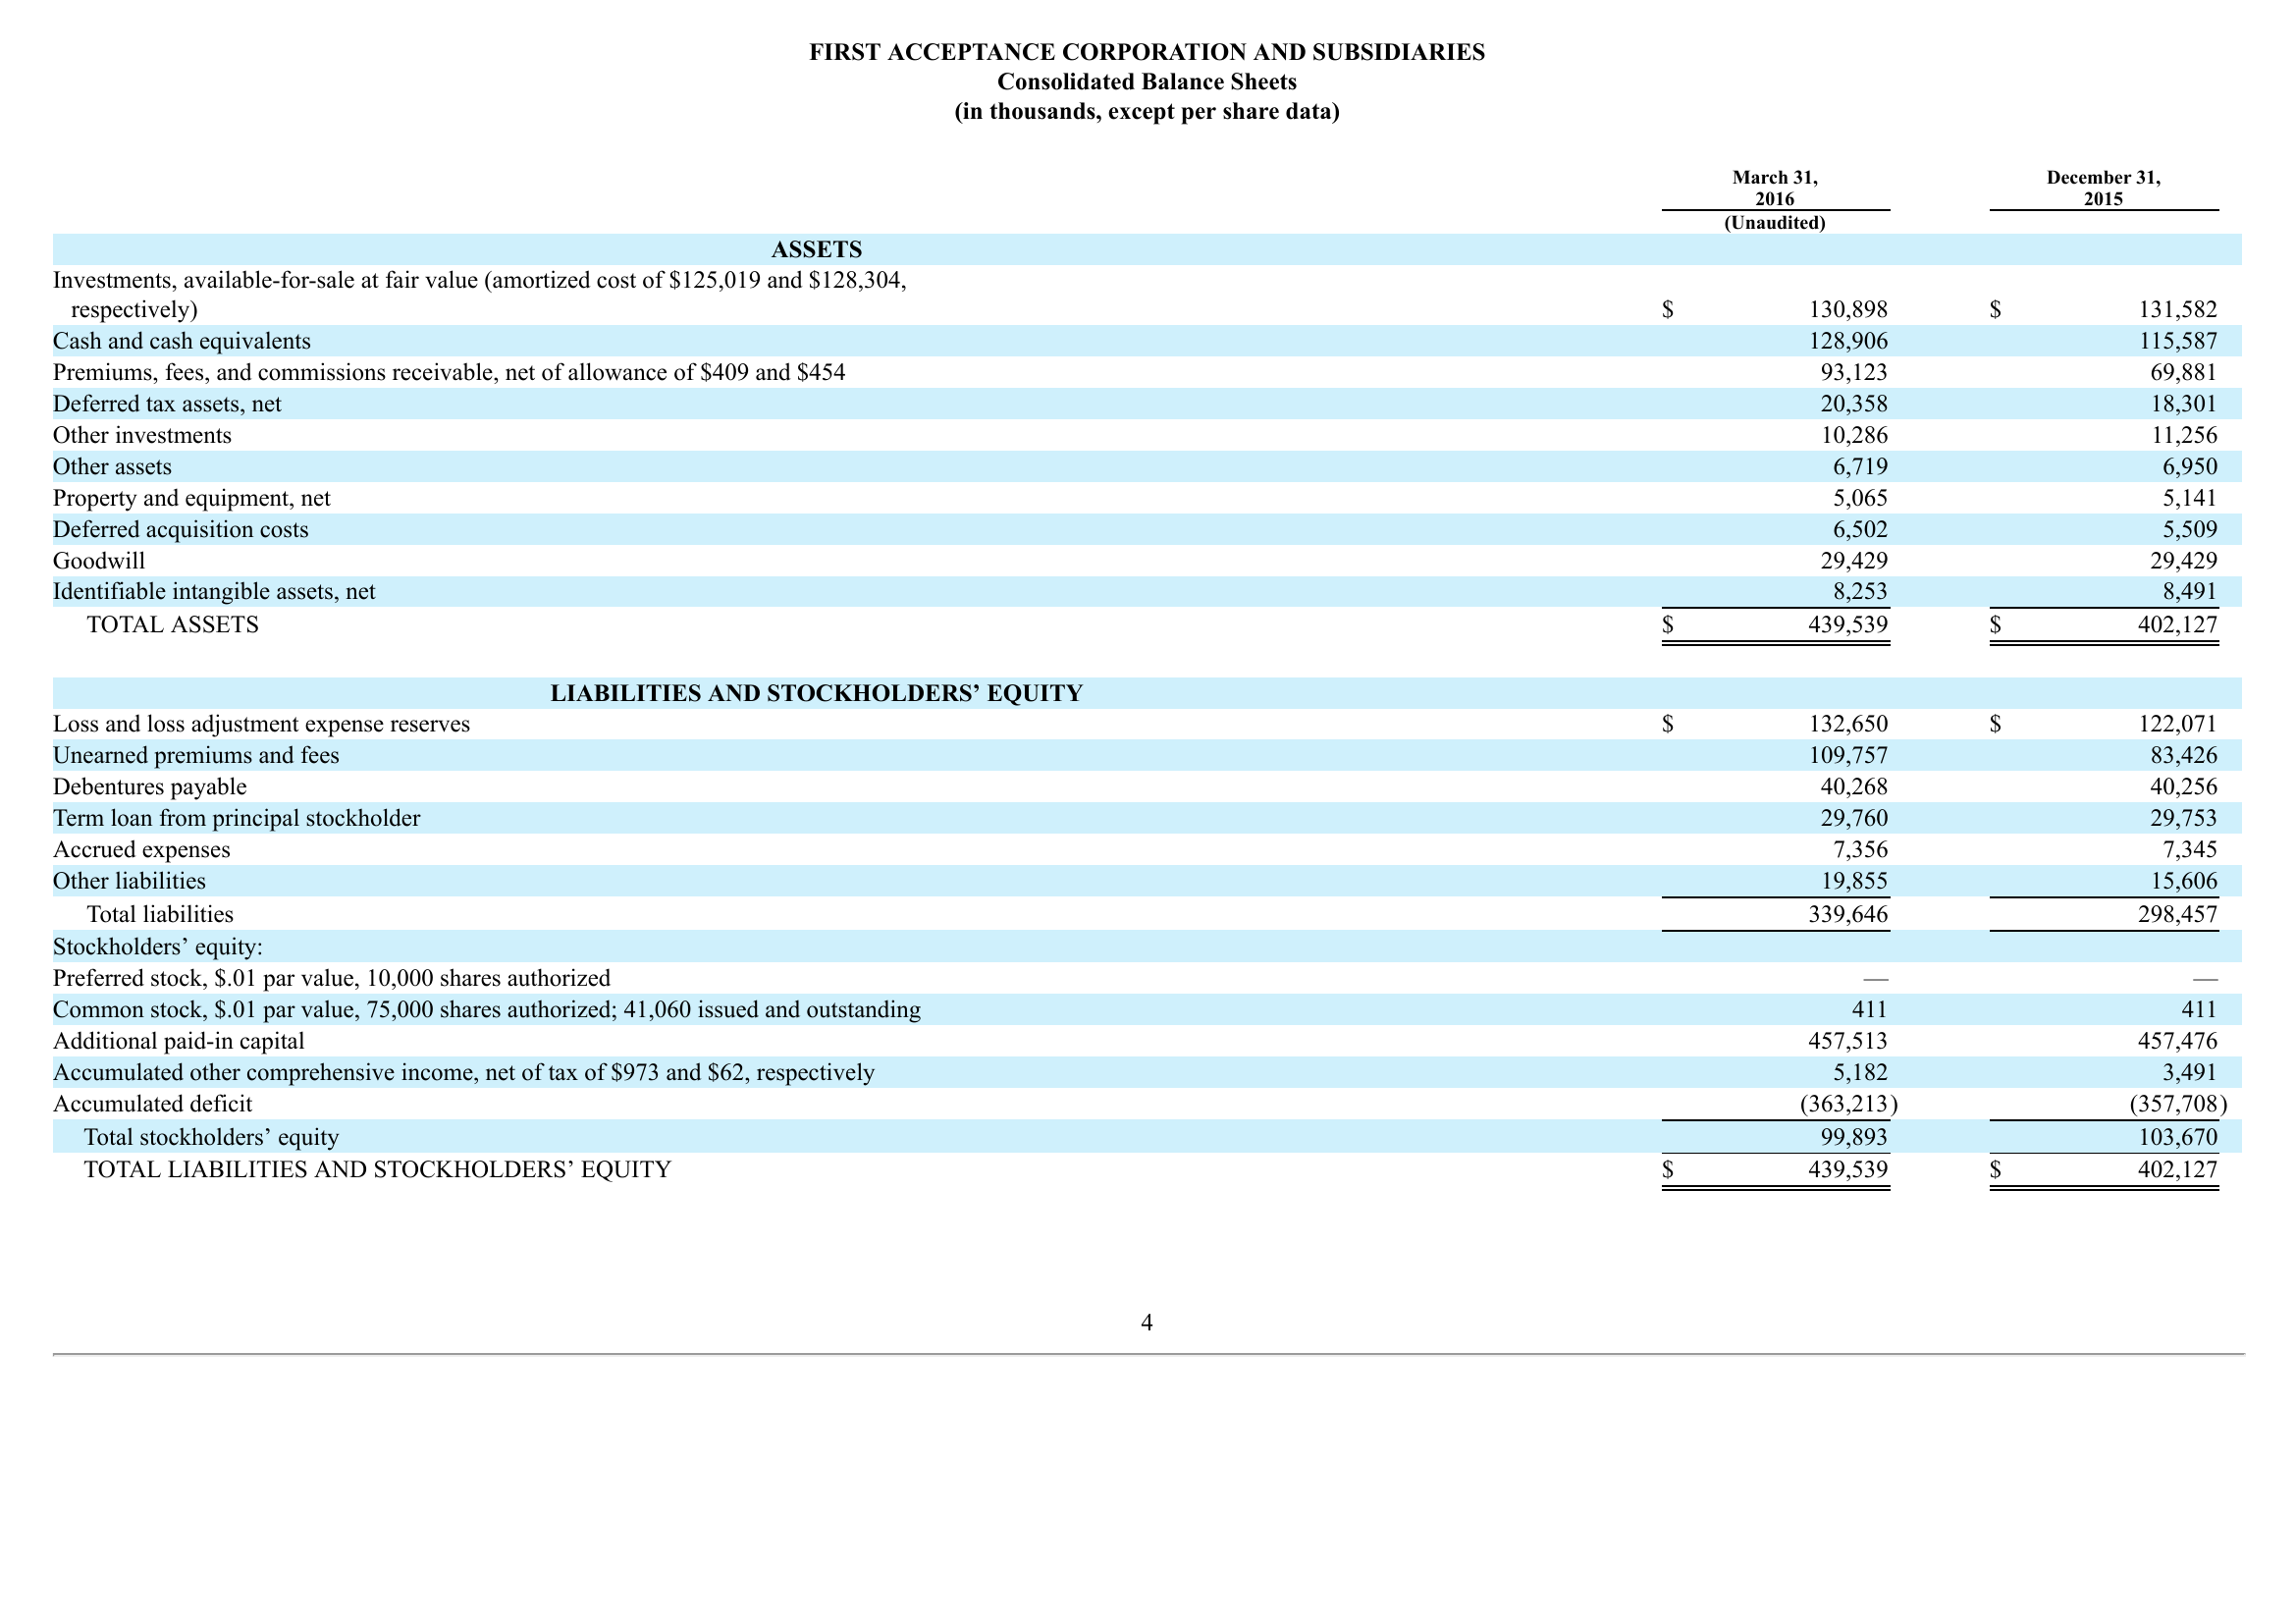 FIRST ACCEPTANCE CORPORATION AND SUBSIDIARIES
Consolidated Balance Sheets
(in thousands, except per share data)
March 31, December 31,
2016 2015
(Unaudited)
ASSETS
Investments, available-for-sale at fair value (amortized cost of $125,019 and $128,304,
respectively) $ 130,898 $ 131,582
Cash and cash equivalents 128,906 115,587
Premiums, fees, and commissions receivable, net of allowance of $409 and $454 93,123 69,881
Deferred tax assets, net 20,358 18,301
Other investments 10,286 11,256
Other assets 6,719 6,950
Property and equipment, net 5,065 5,141
Deferred acquisition costs 6,502 5,509
Goodwill 29,429 29,429
Identifiable intangible assets, net 8,253 8,491
TOTAL ASSETS $ 439,539 $ 402,127
LIABILITIES AND STOCKHOLDERS’ EQUITY
Loss and loss adjustment expense reserves $ 132,650 $ 122,071
Unearned premiums and fees 109,757 83,426
Debentures payable 40,268 40,256
Term loan from principal stockholder 29,760 29,753
Accrued expenses 7,356 7,345
Other liabilities 19,855 15,606
Total liabilities 339,646 298,457
Stockholders’ equity:
Preferred stock, $.01 par value, 10,000 shares authorized — —
Common stock, $.01 par value, 75,000 shares authorized; 41,060 issued and outstanding 411 411
Additional paid-in capital 457,513 457,476
Accumulated other comprehensive income, net of tax of $973 and $62, respectively 5,182 3,491
Accumulated deficit (363,213) (357,708)
Total stockholders’ equity 99,893 103,670
TOTAL LIABILITIES AND STOCKHOLDERS’ EQUITY $ 439,539 $ 402,127
4